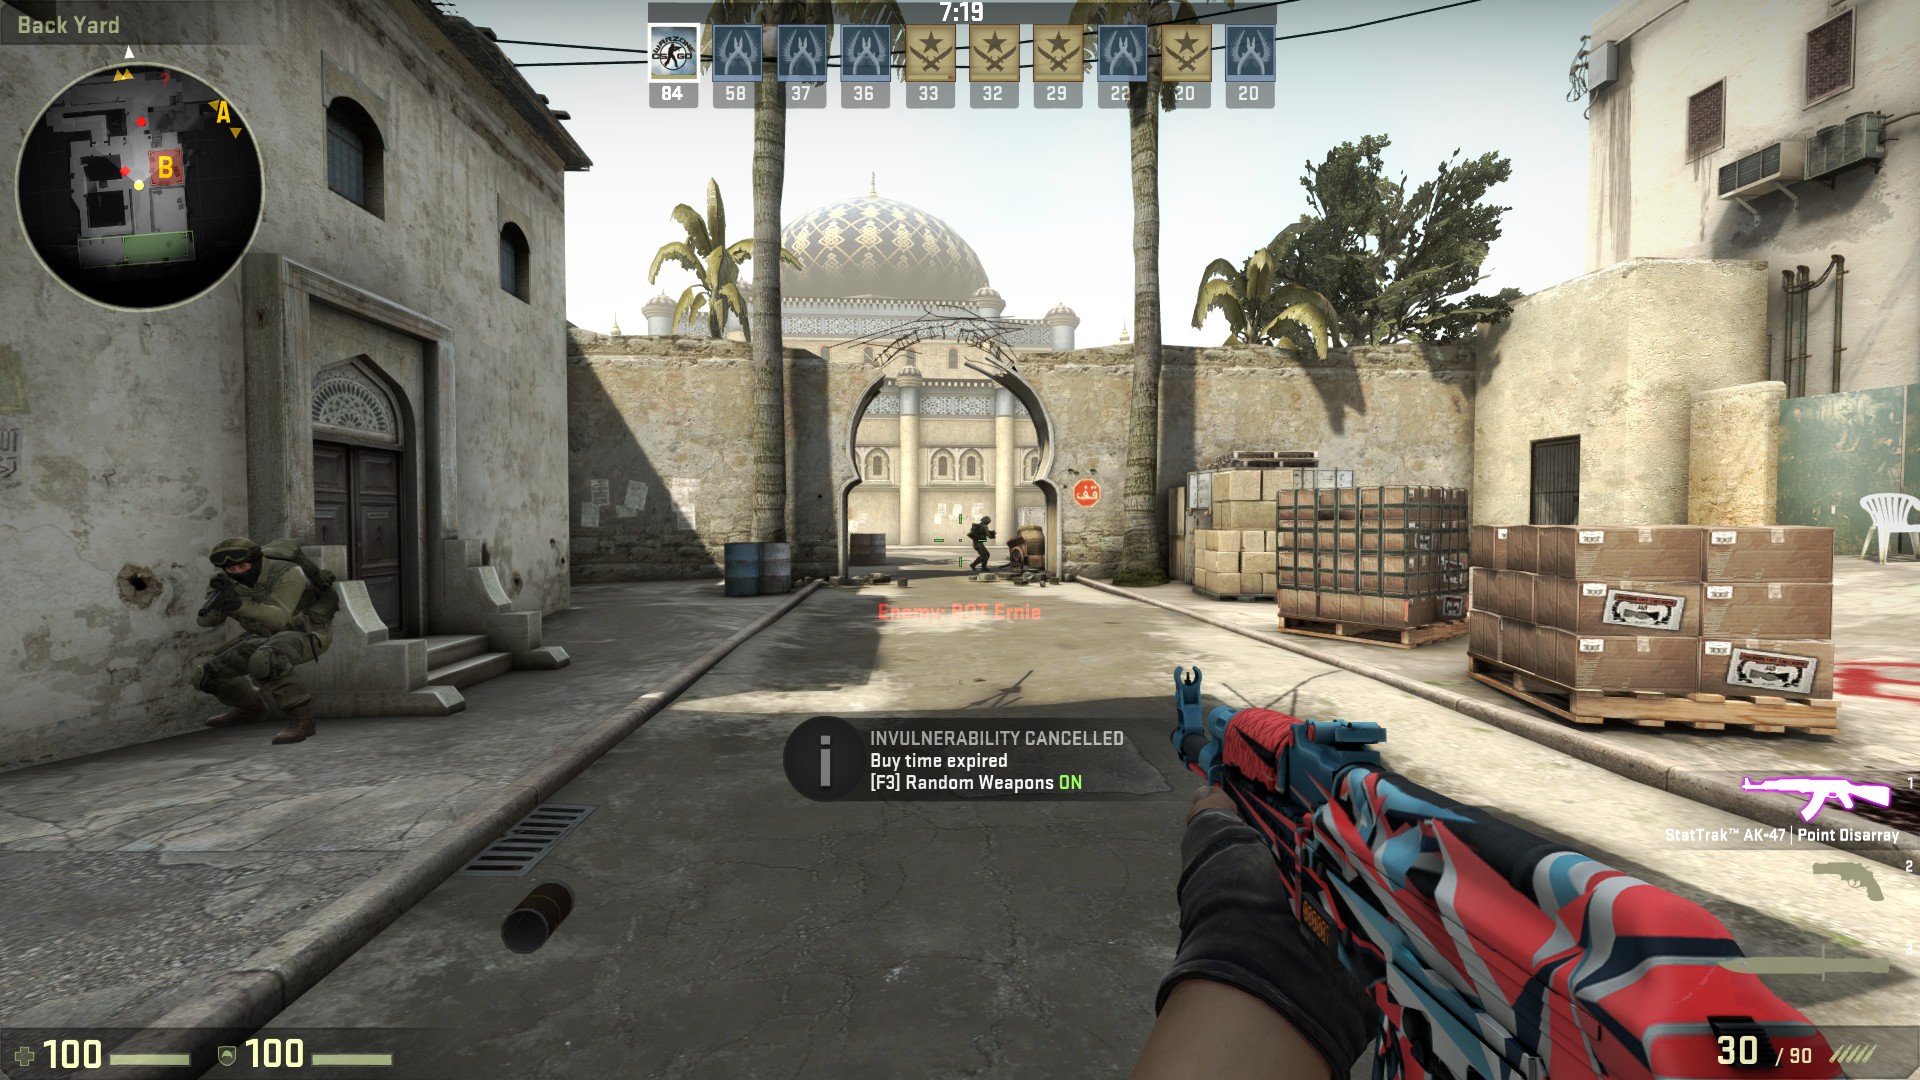 Back Yard
7:19
84
58
37
36
33
32
29
22
20
20
A
B
قف
Enemy: BOT Ernie
INVULNERABILITY CANCELLED
Buy time expired
[F3] Random Weapons ON
1
StatTrak™ AK-47 | Point Disarray
2
3
100
100
30 / 90